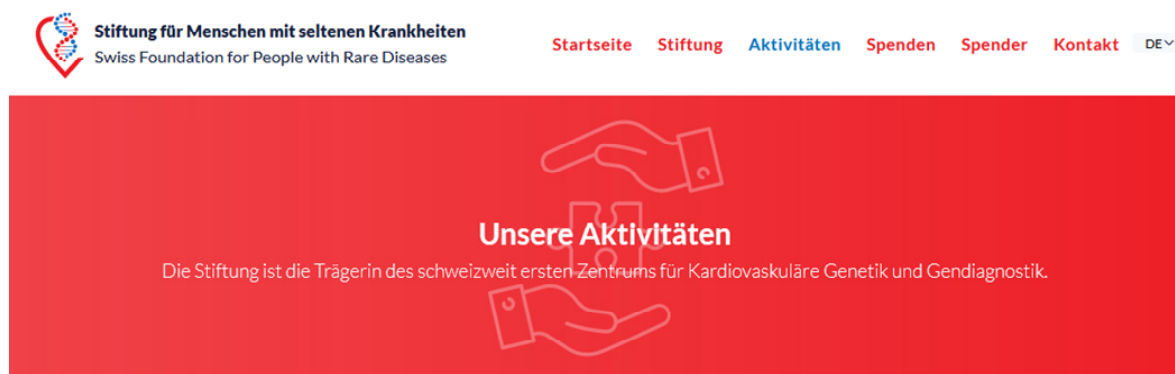 Stiftung für Menschen mit seltenen Krankheiten
Swiss Foundation for People with Rare Diseases
Startseite Stiftung Aktivitäten Spenden Spender Kontakt DE
Unsere Aktivitäten
Die Stiftung ist die Trägerin des schweizweit ersten Zentrums für Kardiovaskuläre Genetik und Gendiagnostik.